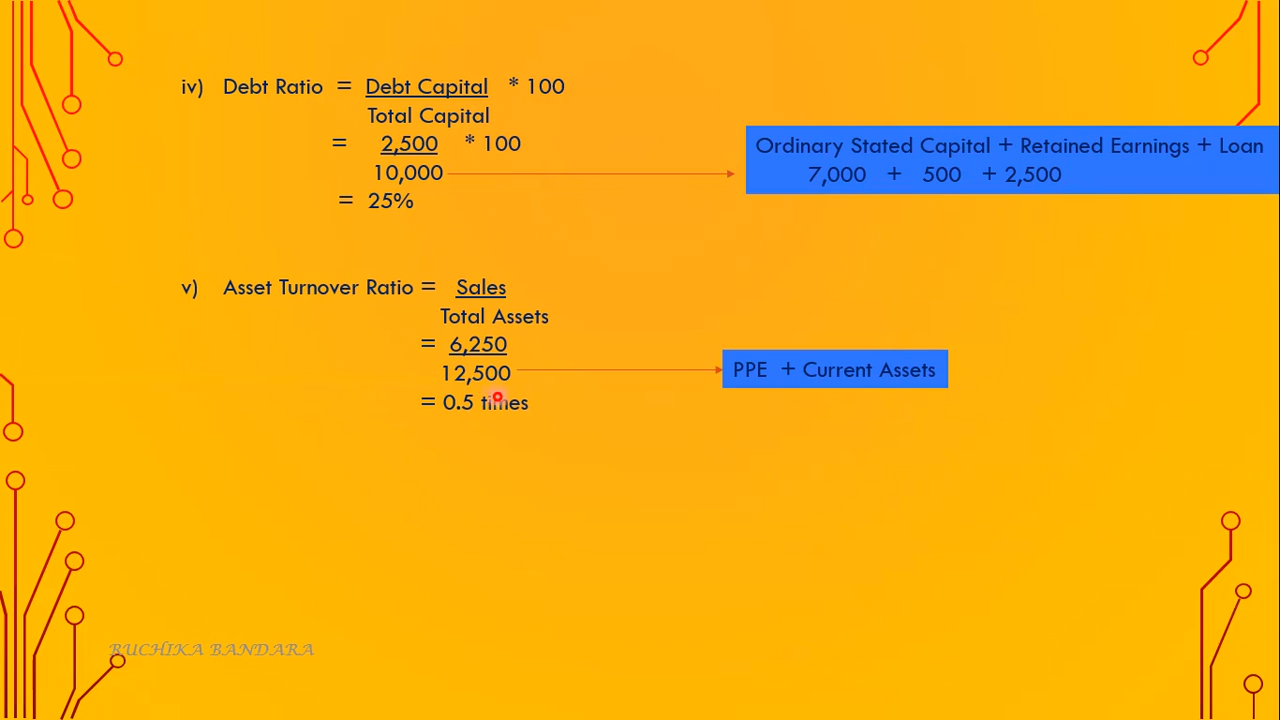 iv) Debt Ratio = Debt Capital * 100
Total Capital
= 2,500 * 100
10,000
= 25%
Ordinary Stated Capital + Retained Earnings + Loan
7,000 + 500 + 2,500
v) Asset Turnover Ratio = Sales
Total Assets
= 6,250
12,500
= 0.5 times
PPE + Current Assets
RUCHIKA BANDARA